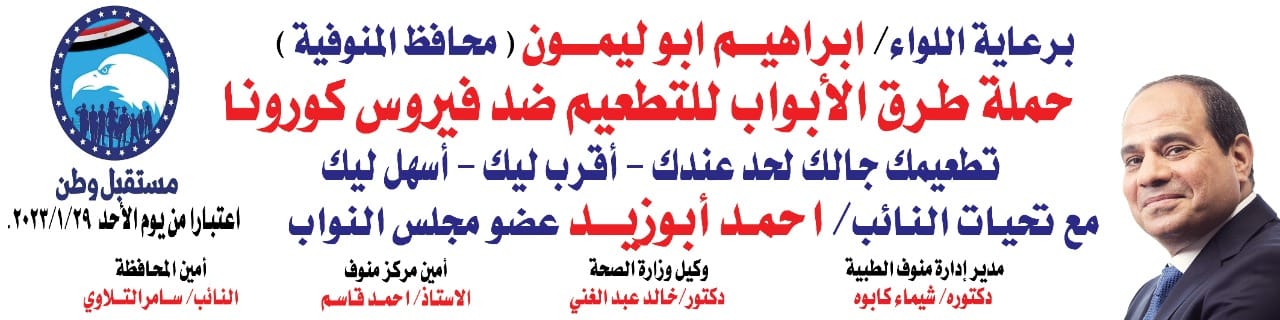 برعاية اللواء/ ابراهيم ابو ليمون ( محافظ المنوفية )
حملة طرق الأبواب للتطعيم ضد فيروس كورونا
تطعيمك جالك لحد عندك - أقرب ليك - أسهل ليك
مع تحيات النائب/ احمد أبوزيد عضو مجلس النواب
مستقبل وطن
اعتبارا من يوم الأحد ٢٠٢٣/١/٢٩ .
مدير إدارة منوف الطبية
دكتوره/ شيماء كابوه
وكيل وزارة الصحة
دكتور/ خالد عبد الغني
أمين مركز منوف
الاستاذ/ احمد قاسم
أمين المحافظة
النائب/ سامر التلاوي